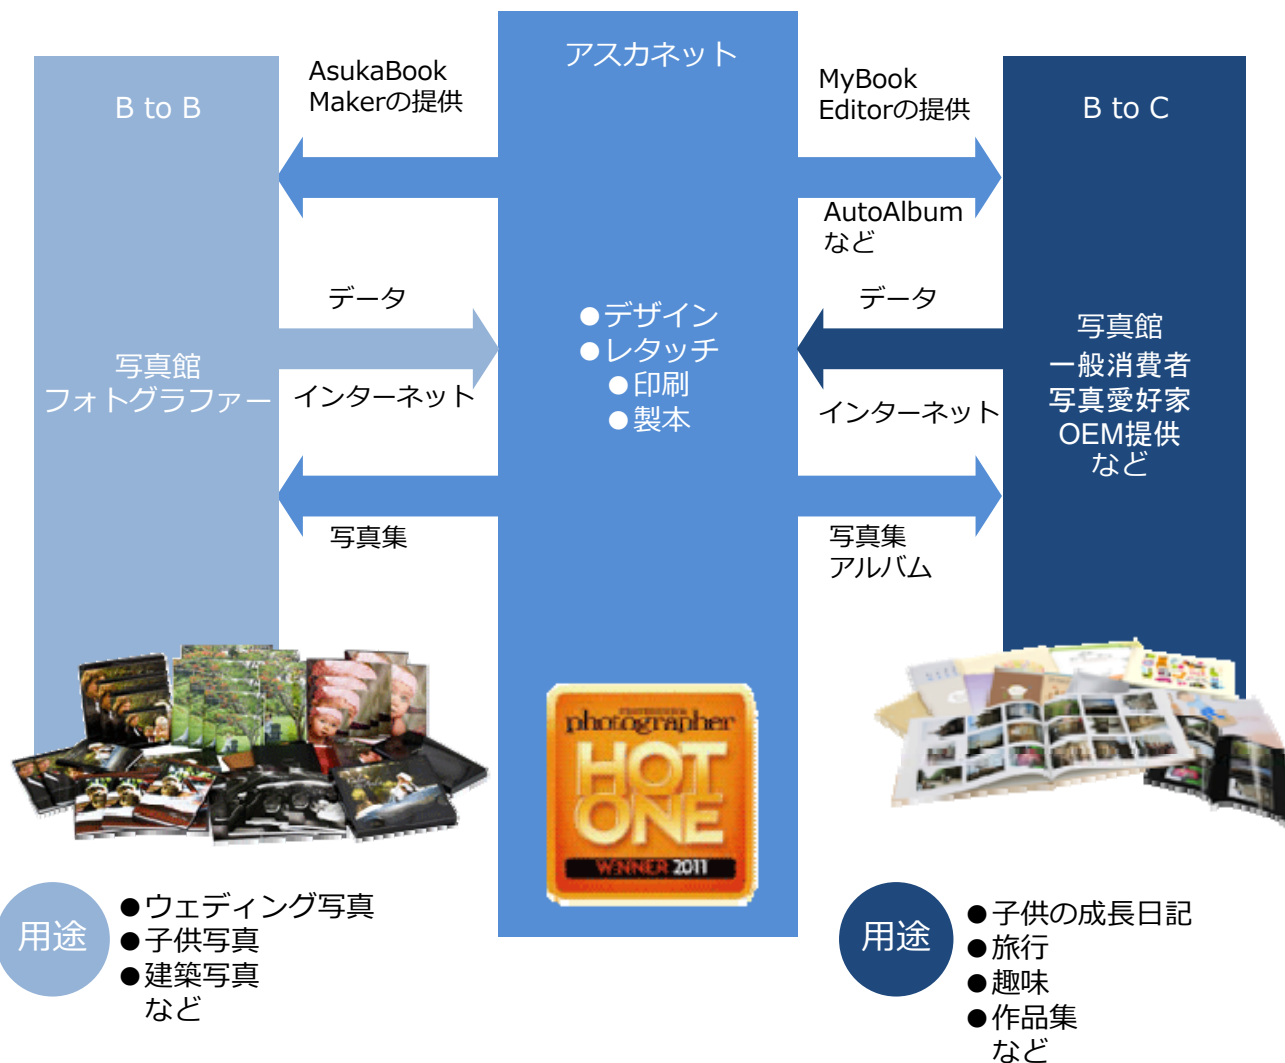 アスカネット
B to B
AsukaBook
Makerの提供
MyBook
Editorの提供
B to C
AutoAlbum
など
データ
インターネット
写真館
フォトグラファー
●デザイン
●レタッチ
●印刷
●製本
データ
インターネット
写真館
一般消費者
写真愛好家
OEM提供
など
写真集
写真集
アルバム
photographer
HOT
ONE
WINNER 2011
用途
●ウェディング写真
●子供写真
●建築写真
など
用途
●子供の成長日記
●旅行
●趣味
●作品集
など